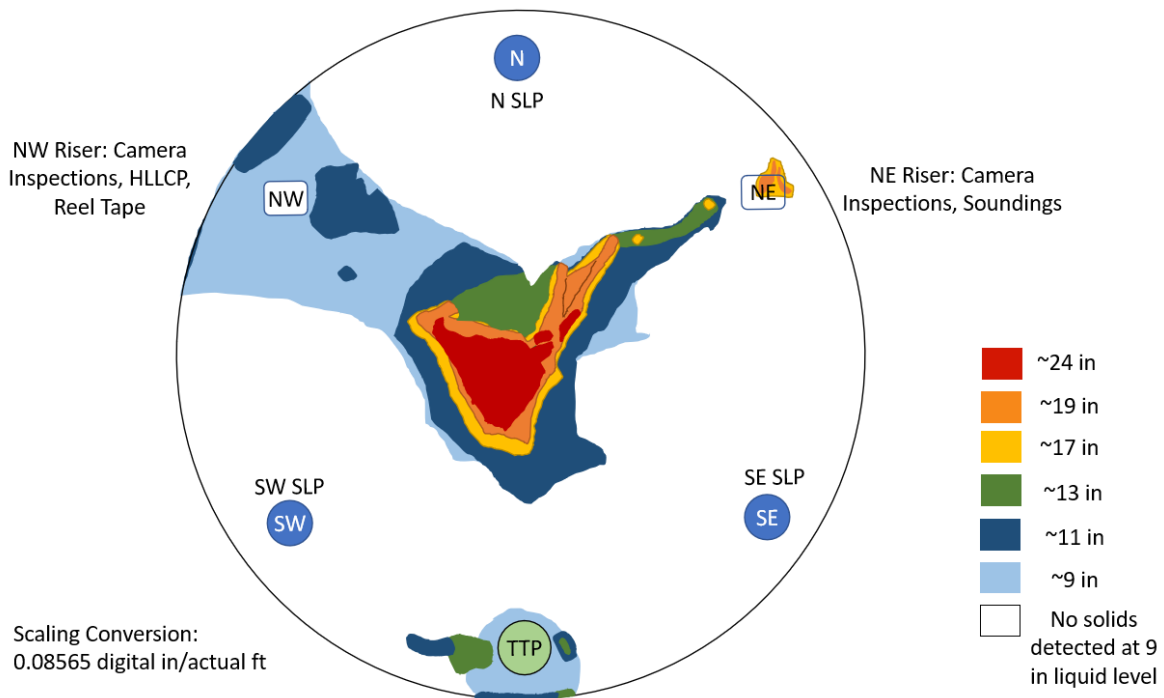 N
N SLP
NW Riser: Camera
Inspections, HLLCP,
Reel Tape
NW
NE
NE Riser: Camera
Inspections, Soundings
~24 in
~19 in
~17 in
~13 in
~11 in
~9 in
No solids
detected at 9
in liquid level
SW SLP
SW
SE SLP
SE
TTP
Scaling Conversion:
0.08565 digital in/actual ft